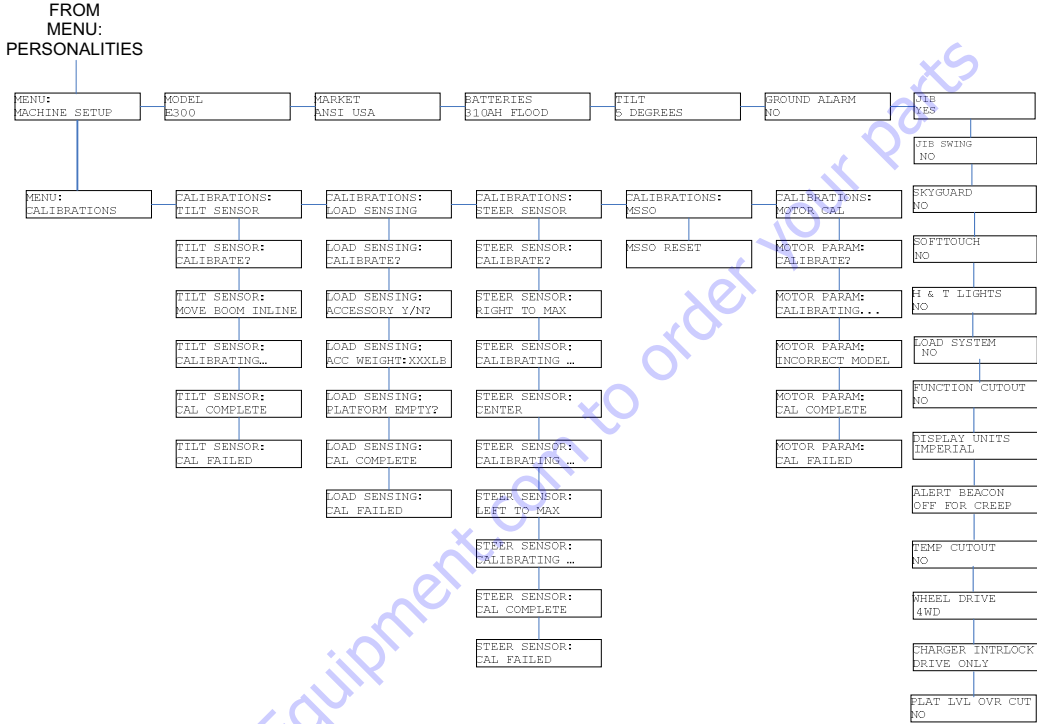 FROM
MENU:
PERSONALITIES
MENU:
MACHINE SETUP
MODEL
E300
MARKET
ANSI USA
BATTERIES
310AH FLOOD
TILT
5 DEGREES
GROUND ALARM
NO
JIB
YES
JIB SWING
NO
SKYGUARD
NO
SOFTTOUCH
NO
H & T LIGHTS
NO
LOAD SYSTEM
NO
FUNCTION CUTOUT
NO
DISPLAY UNITS
IMPERIAL
ALERT BEACON
OFF FOR CREEP
TEMP CUTOUT
NO
WHEEL DRIVE
4WD
CHARGER INTRLOCK
DRIVE ONLY
PLAT LVL OVR CUT
NO
MENU:
CALIBRATIONS
CALIBRATIONS:
TILT SENSOR
TILT SENSOR:
CALIBRATE?
TILT SENSOR:
MOVE BOOM INLINE
TILT SENSOR:
CALIBRATING…
TILT SENSOR:
CAL COMPLETE
TILT SENSOR:
CAL FAILED
CALIBRATIONS:
LOAD SENSING
LOAD SENSING:
CALIBRATE?
LOAD SENSING:
ACCESSORY Y/N?
LOAD SENSING:
ACC WEIGHT:XXXLB
LOAD SENSING:
PLATFORM EMPTY?
LOAD SENSING:
CAL COMPLETE
LOAD SENSING:
CAL FAILED
CALIBRATIONS:
STEER SENSOR
STEER SENSOR:
CALIBRATE?
STEER SENSOR:
RIGHT TO MAX
STEER SENSOR:
CALIBRATING …
STEER SENSOR:
CENTER
STEER SENSOR:
CALIBRATING …
STEER SENSOR:
LEFT TO MAX
STEER SENSOR:
CALIBRATING …
STEER SENSOR:
CAL COMPLETE
STEER SENSOR:
CAL FAILED
CALIBRATIONS:
MSSO
MSSO RESET
CALIBRATIONS:
MOTOR CAL
MOTOR PARAM:
CALIBRATE?
MOTOR PARAM:
CALIBRATING...
MOTOR PARAM:
INCORRECT MODEL
MOTOR PARAM:
CAL COMPLETE
MOTOR PARAM:
CAL FAILED
Equipment.com to order your parts